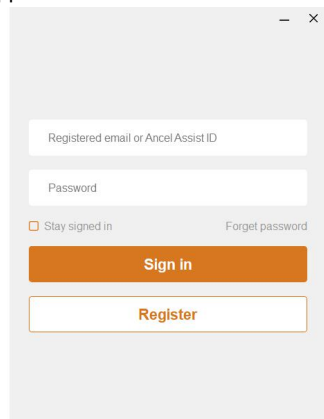 Registered email or Ancel Assist ID
Password
Stay signed in Forget password
Sign in
Register